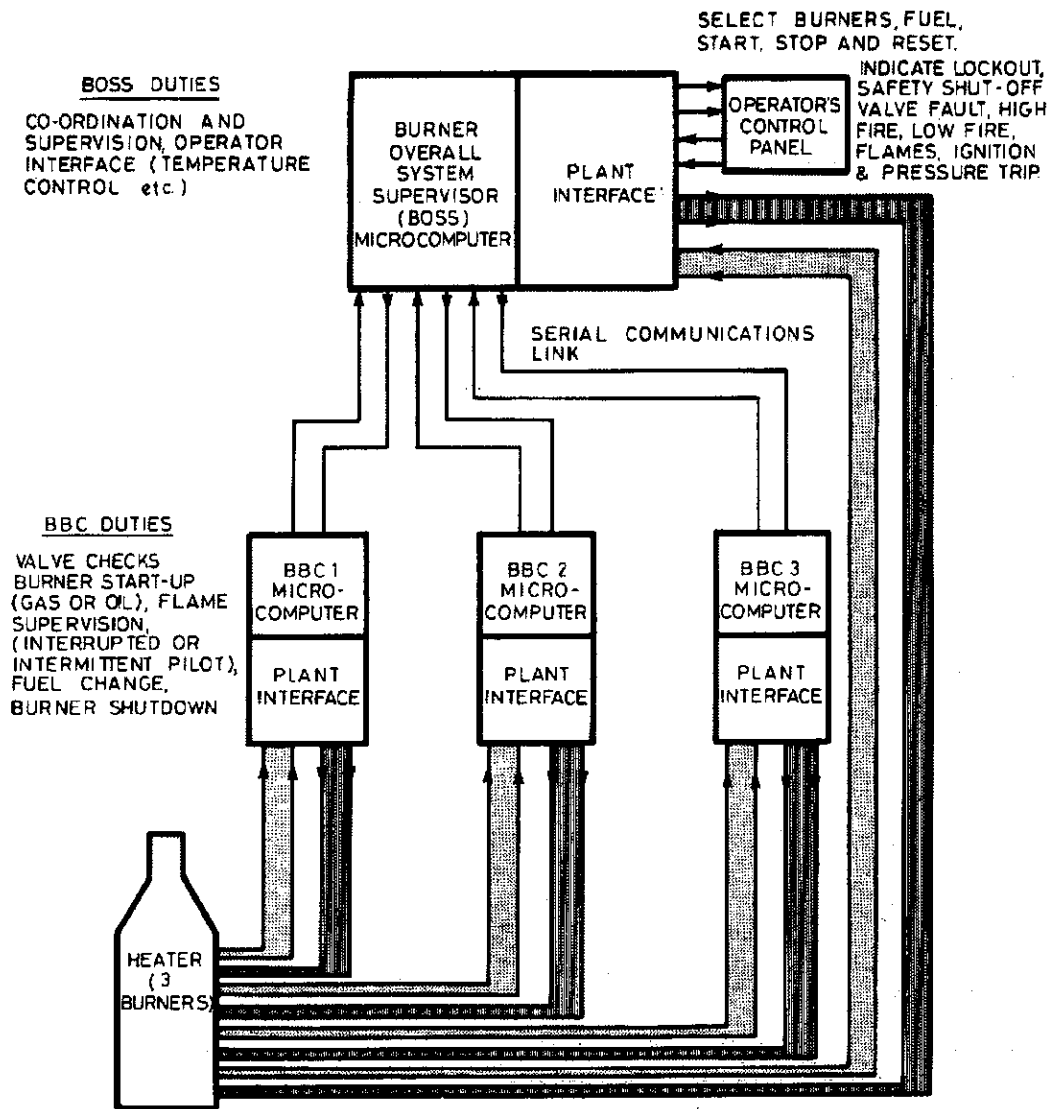 SELECT BURNERS, FUEL,
START, STOP AND RESET.
INDICATE LOCKOUT,
SAFETY SHUT-OFF
VALVE FAULT, HIGH
FIRE, LOW FIRE,
FLAMES, IGNITION
& PRESSURE TRIP.
OPERATOR'S
CONTROL
PANEL
BOSS DUTIES
CO-ORDINATION AND
SUPERVISION, OPERATOR
INTERFACE (TEMPERATURE
CONTROL etc.)
BURNER
OVERALL
SYSTEM
SUPERVISOR
(BOSS)
MICROCOMPUTER
PLANT
INTERFACE
SERIAL COMMUNICATIONS
LINK
BBC DUTIES
VALVE CHECKS
BURNER START-UP
(GAS OR OIL), FLAME
SUPERVISION,
(INTERRUPTED OR
INTERMITTENT PILOT),
FUEL CHANGE,
BURNER SHUTDOWN
BBC 1
MICRO-
COMPUTER
PLANT
INTERFACE
BBC 2
MICRO-
COMPUTER
PLANT
INTERFACE
BBC 3
MICRO-
COMPUTER
PLANT
INTERFACE
HEATER
(3
BURNERS)